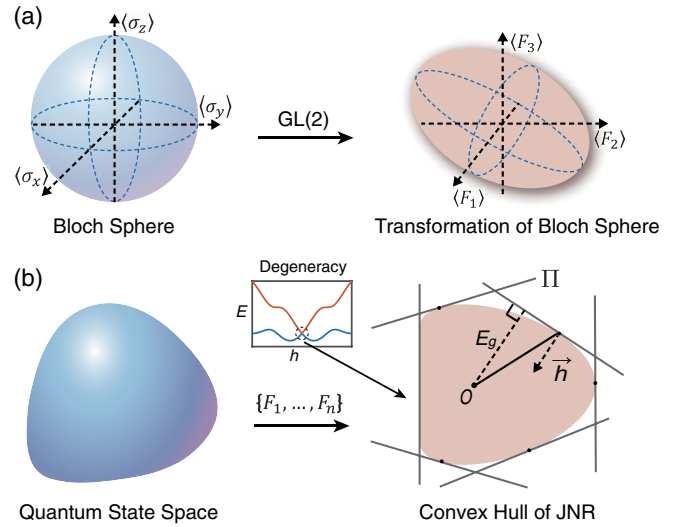 (a)
⟨σz⟩
⟨σy⟩
⟨σx⟩
Bloch Sphere
GL(2)
⟨F3⟩
⟨F2⟩
⟨F1⟩
Transformation of Bloch Sphere
(b)
Degeneracy
E
h
{F1, … , Fn}
Quantum State Space
Π
Eg
h⃗
O
Convex Hull of JNR